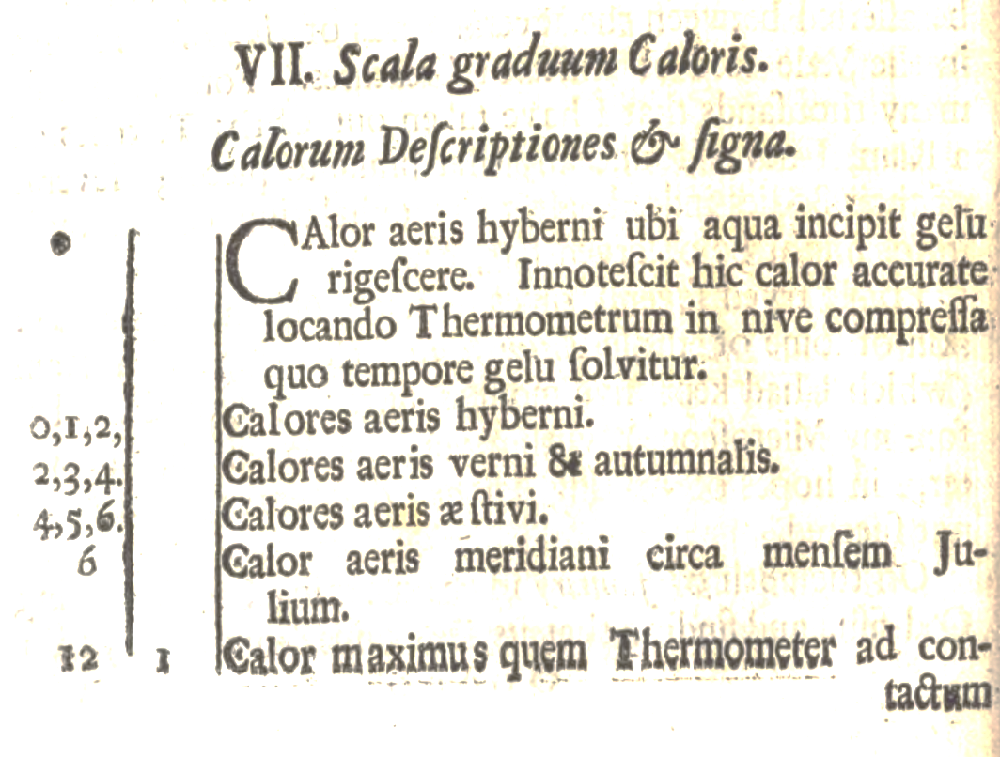 VII. Scala graduum Caloris.
Calorum Deſcriptiones & ſigna.
CAlor aeris hyberni ubi aqua incipit gelu
rigeſcere. Innoteſcit hic calor accurate
locando Thermometrum in nive compreſſa
quo tempore gelu ſolvitur.
0,1,2, Calores aeris hyberni.
2,3,4. Calores aeris verni & autumnalis.
4,5,6. Calores aeris æſtivi.
6 Calor aeris meridiani circa menſem Ju-
lium.
12 1 Calor maximus quem Thermometer ad con-
tactum